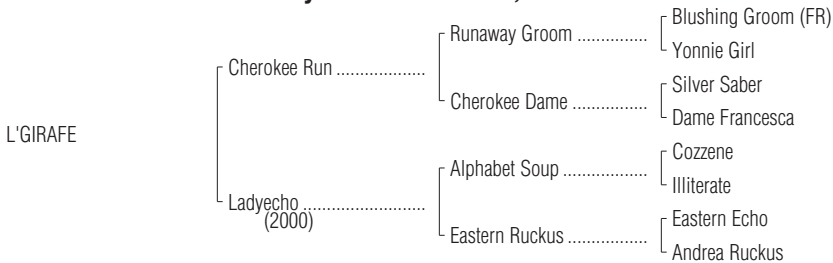 Blushing Groom (FR)
Runaway Groom ................
Yonnie Girl
Cherokee Run ....................
Silver Saber
Cherokee Dame .................
Dame Francesca
L'GIRAFE
Cozzene
Alphabet Soup ...................
Illiterate
Ladyecho ...........................
(2000)
Eastern Echo
Eastern Ruckus ..................
Andrea Ruckus